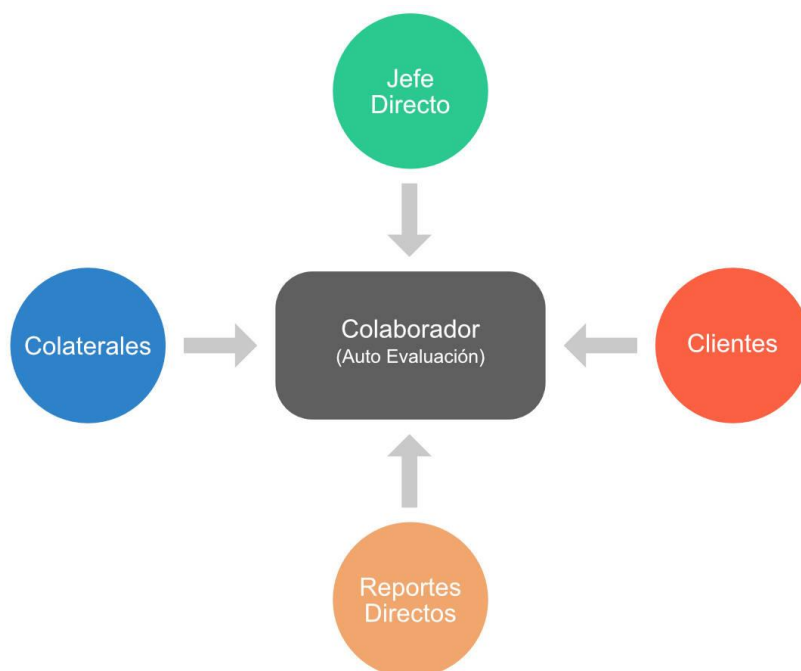 Jefe
Directo
Colaterales
Colaborador
(Auto Evaluación)
Clientes
Reportes
Directos